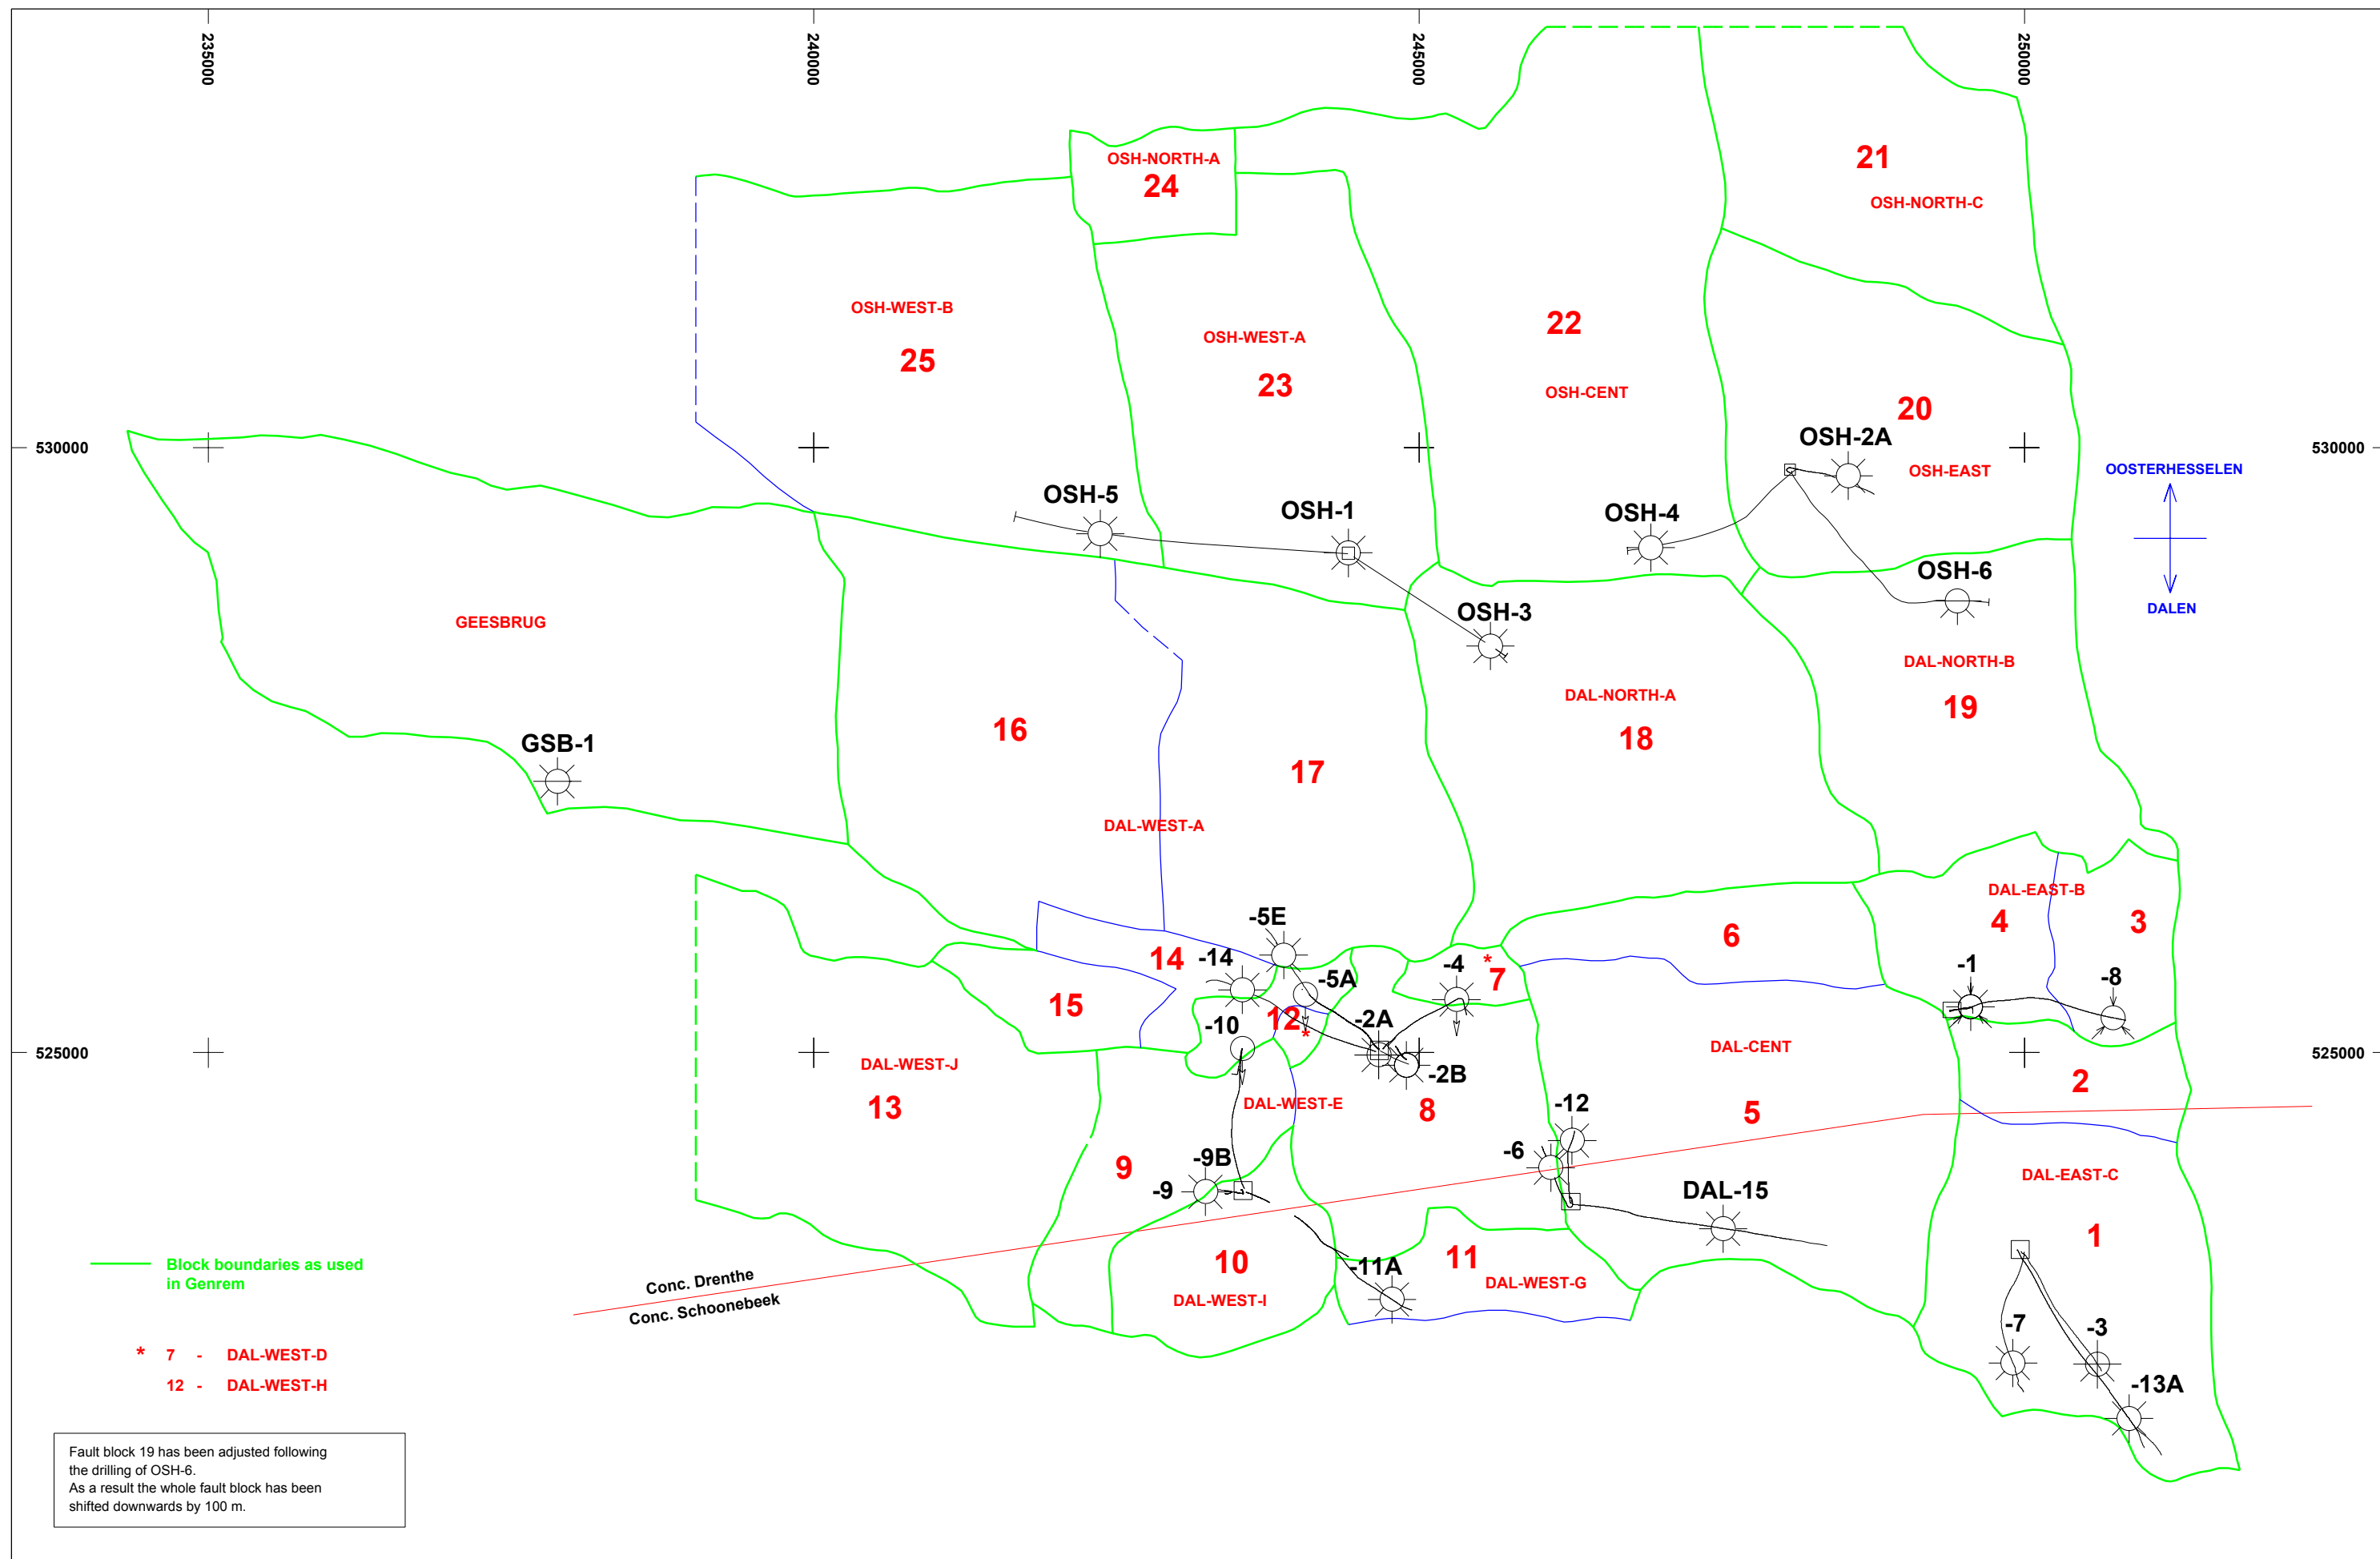 235000
240000
245000
250000
OSH-NORTH-A
24
21
OSH-NORTH-C
OSH-WEST-B
25
OSH-WEST-A
23
22
OSH-CENT
20
OSH-2A
OSH-EAST
530000
530000
OOSTERHESSELEN
DALEN
OSH-5
OSH-1
OSH-4
OSH-6
OSH-3
GEESBRUG
DAL-NORTH-B
19
DAL-NORTH-A
18
16
17
GSB-1
DAL-WEST-A
DAL-EAST-B
4
3
6
-5E
14
-14
-5A
-4
* 7
-1
-8
15
12 *
-10
-2A
-2B
525000
525000
DAL-CENT
DAL-WEST-J
13
DAL-WEST-E
8
5
2
-12
-6
9
-9B
-9
DAL-15
DAL-EAST-C
1
10
DAL-WEST-I
-11A
11
DAL-WEST-G
Conc. Drenthe
Conc. Schoonebeek
-7
-3
-13A
Block boundaries as used
in Genrem
* 7 - DAL-WEST-D
12 - DAL-WEST-H
Fault block 19 has been adjusted following
the drilling of OSH-6.
As a result the whole fault block has been
shifted downwards by 100 m.